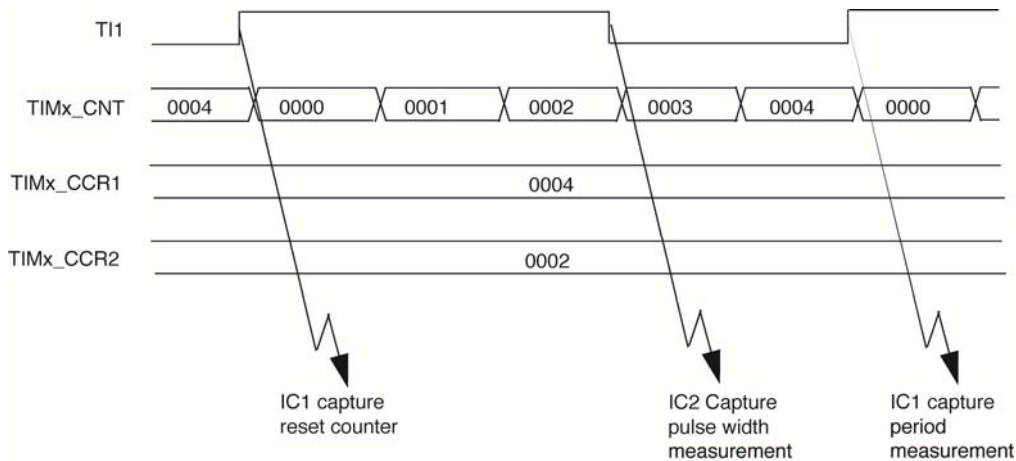 TI1
TIMx_CNT 0004 0000 0001 0002 0003 0004 0000
TIMx_CCR1 0004
TIMx_CCR2 0002
IC1 capture
reset counter
IC2 Capture
pulse width
measurement
IC1 capture
period
measurement